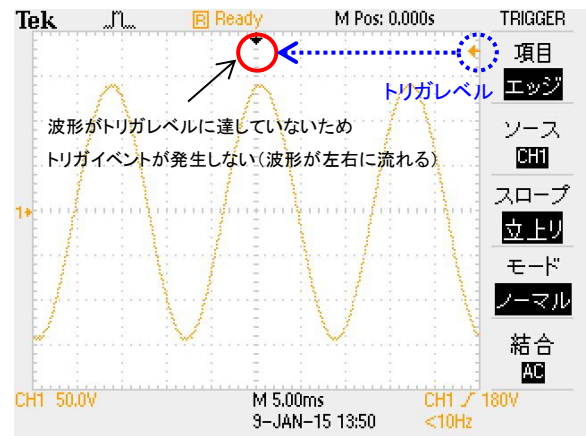 Tek R Ready M Pos: 0.000s TRIGGER
項目
エッジ
トリガレベル
波形がトリガレベルに達していないため
トリガイベントが発生しない（波形が左右に流れる）
ソース
CH1
スロープ
立上り
モード
ノーマル
結合
AC
1
CH1 50.0V M 5.00ms CH1 180V
9-JAN-15 13:50 <10Hz